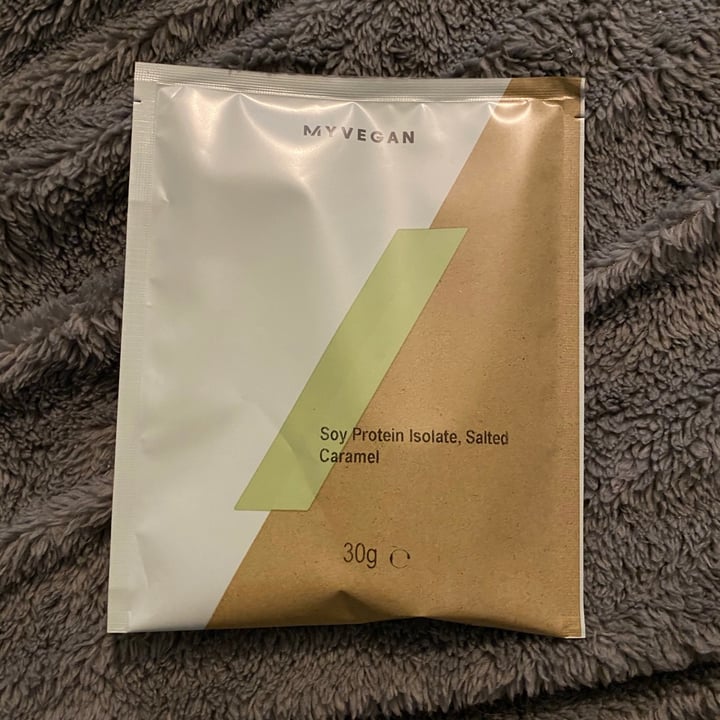 MYVEGAN
Soy Protein Isolate, Salted
Caramel
30g ℮